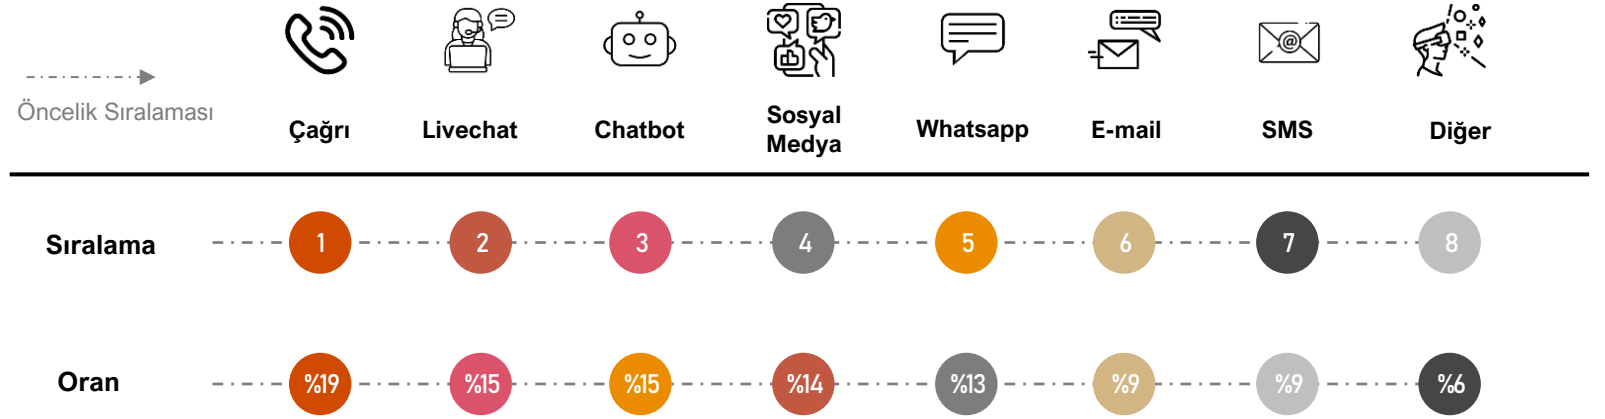 Öncelik Sıralaması
Çağrı Livechat Chatbot Sosyal Medya Whatsapp E-mail SMS Diğer
Sıralama 1 2 3 4 5 6 7 8
Oran %19 %15 %15 %14 %13 %9 %9 %6